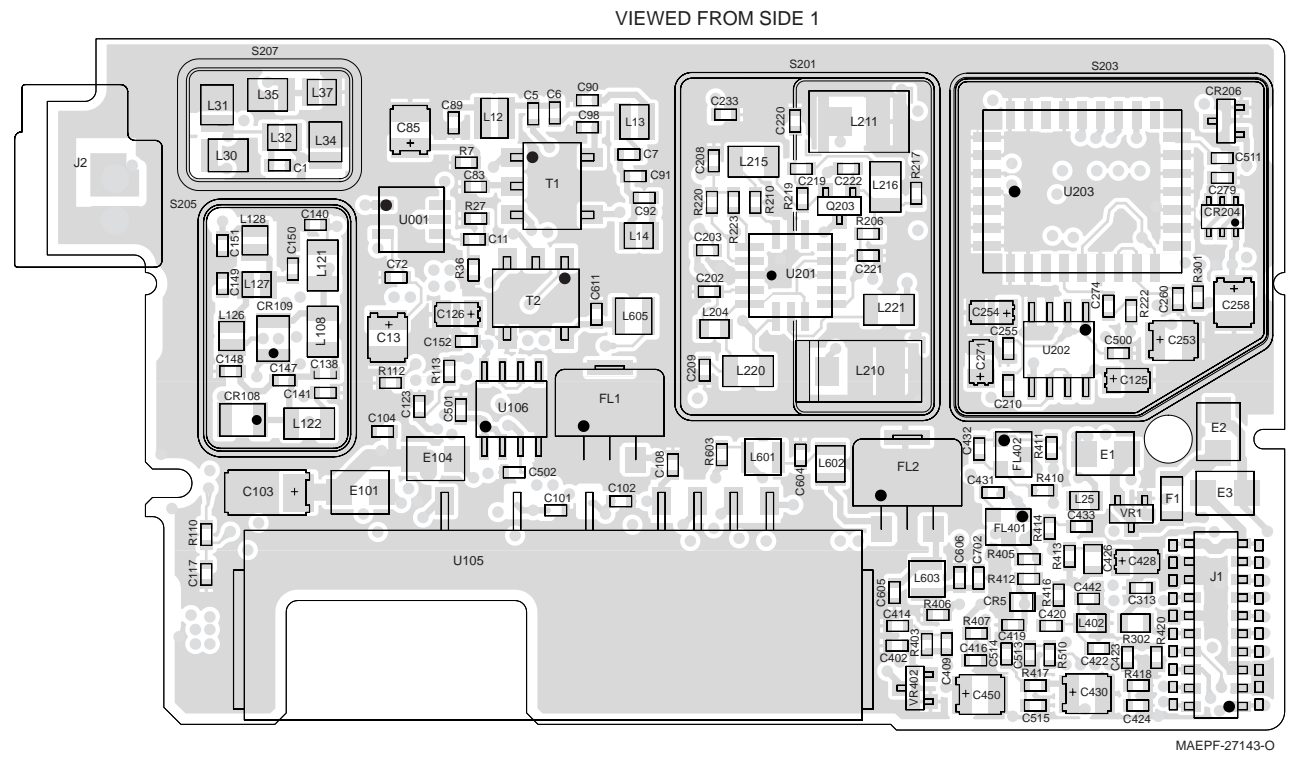 VIEWED FROM SIDE 1
S207
S201
S203
L31
L35
L37
L32
L34
L30
C1
J2
C85
C89
L12
C5
C6
C90
C98
L13
C7
C91
C92
L14
R7
C83
R27
C11
R36
T1
U001
C72
C233
C220
L211
C208
L215
C219
C222
L216
R217
R220
R223
R210
R219
Q203
R206
C221
C203
C202
L204
C209
L220
U201
L221
L210
CR206
C511
C279
CR204
U203
R301
C258
C260
R222
C274
C254
C255
C271
U202
C500
C253
C125
C210
S205
L128
C140
C151
C150
L121
C149
L127
CR109
L126
L108
C148
C147
C138
C141
CR108
L122
T2
C611
L605
C126
C13
C152
R113
R112
C123
C501
U106
FL1
C104
E104
C502
C103
E101
C101
C102
C108
R603
L601
C604
L602
FL2
C432
FL402
R411
E1
E2
E3
F1
C431
R410
L25
VR1
C433
FL401
R414
R405
R413
C426
C428
R412
R416
C442
C313
CR5
R110
C117
U105
L603
C606
C702
C605
C414
R406
C402
R403
C409
VR402
R407
C419
C420
L402
R302
R420
C416
C514
C513
R510
C422
C423
C450
R417
C430
R418
C515
C424
J1
MAEPF-27143-O